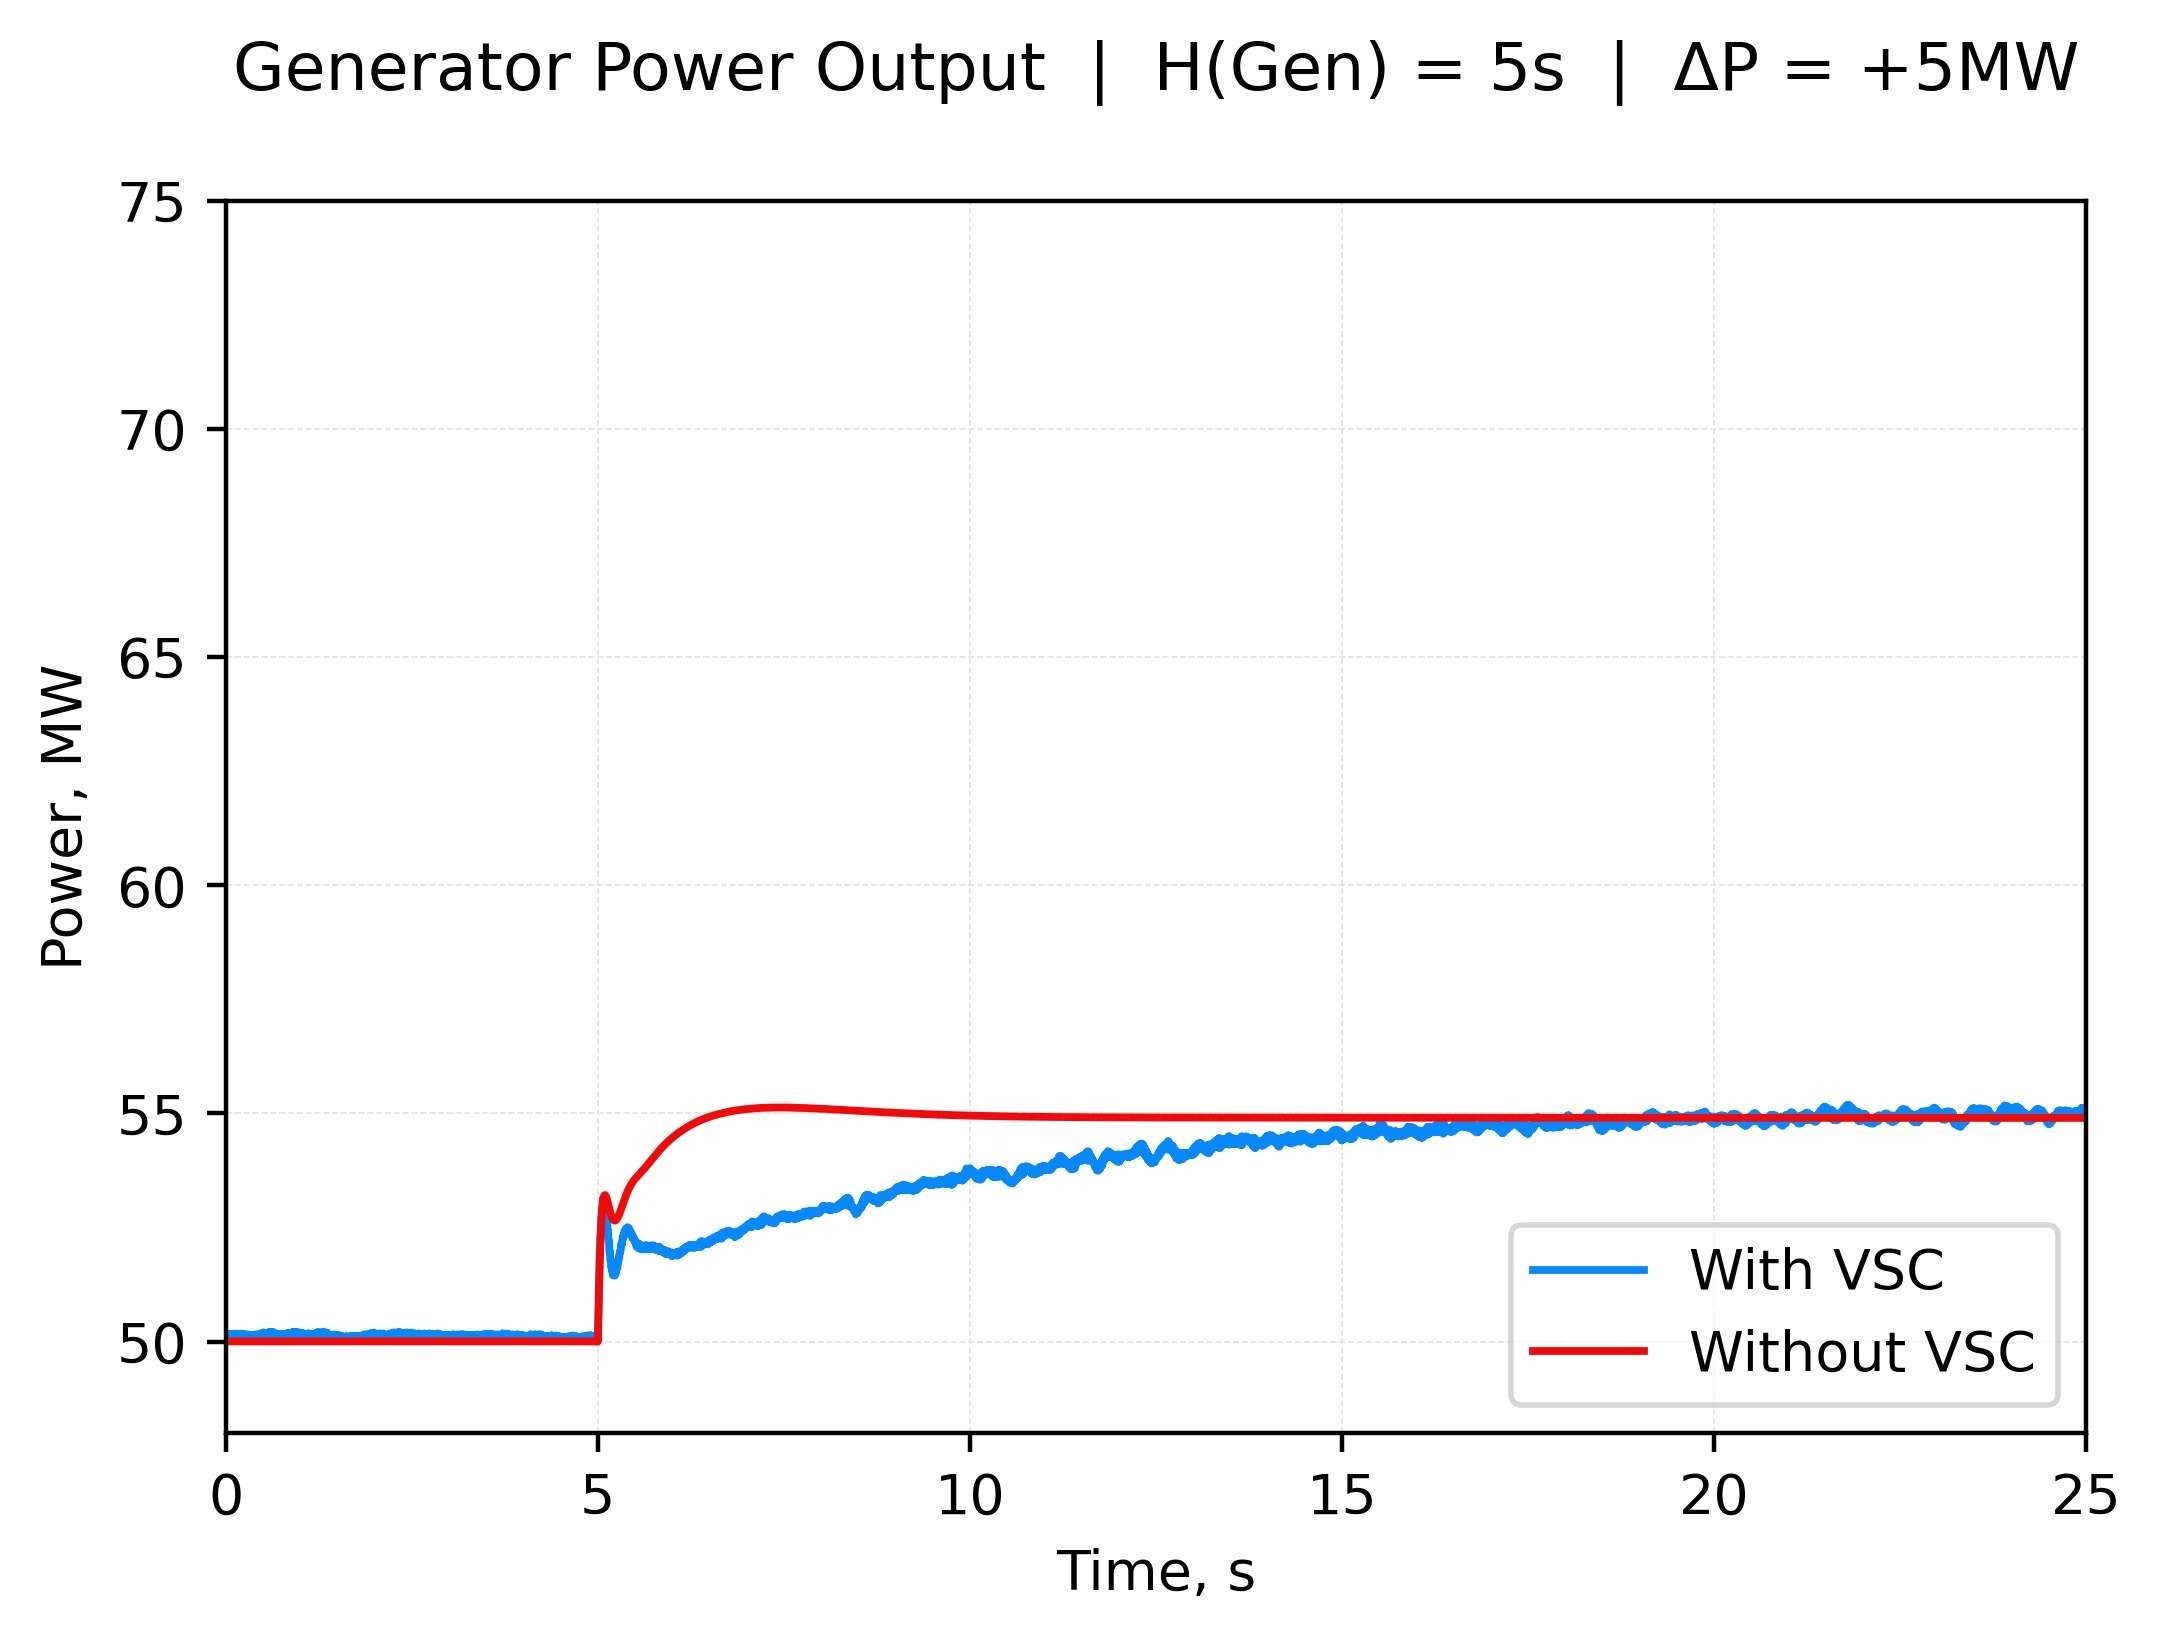 Generator Power Output | H(Gen) = 5s | ΔP = +5MW
75
70
65
60
55
50
Power, MW
0 5 10 15 20 25
Time, s
With VSC
Without VSC